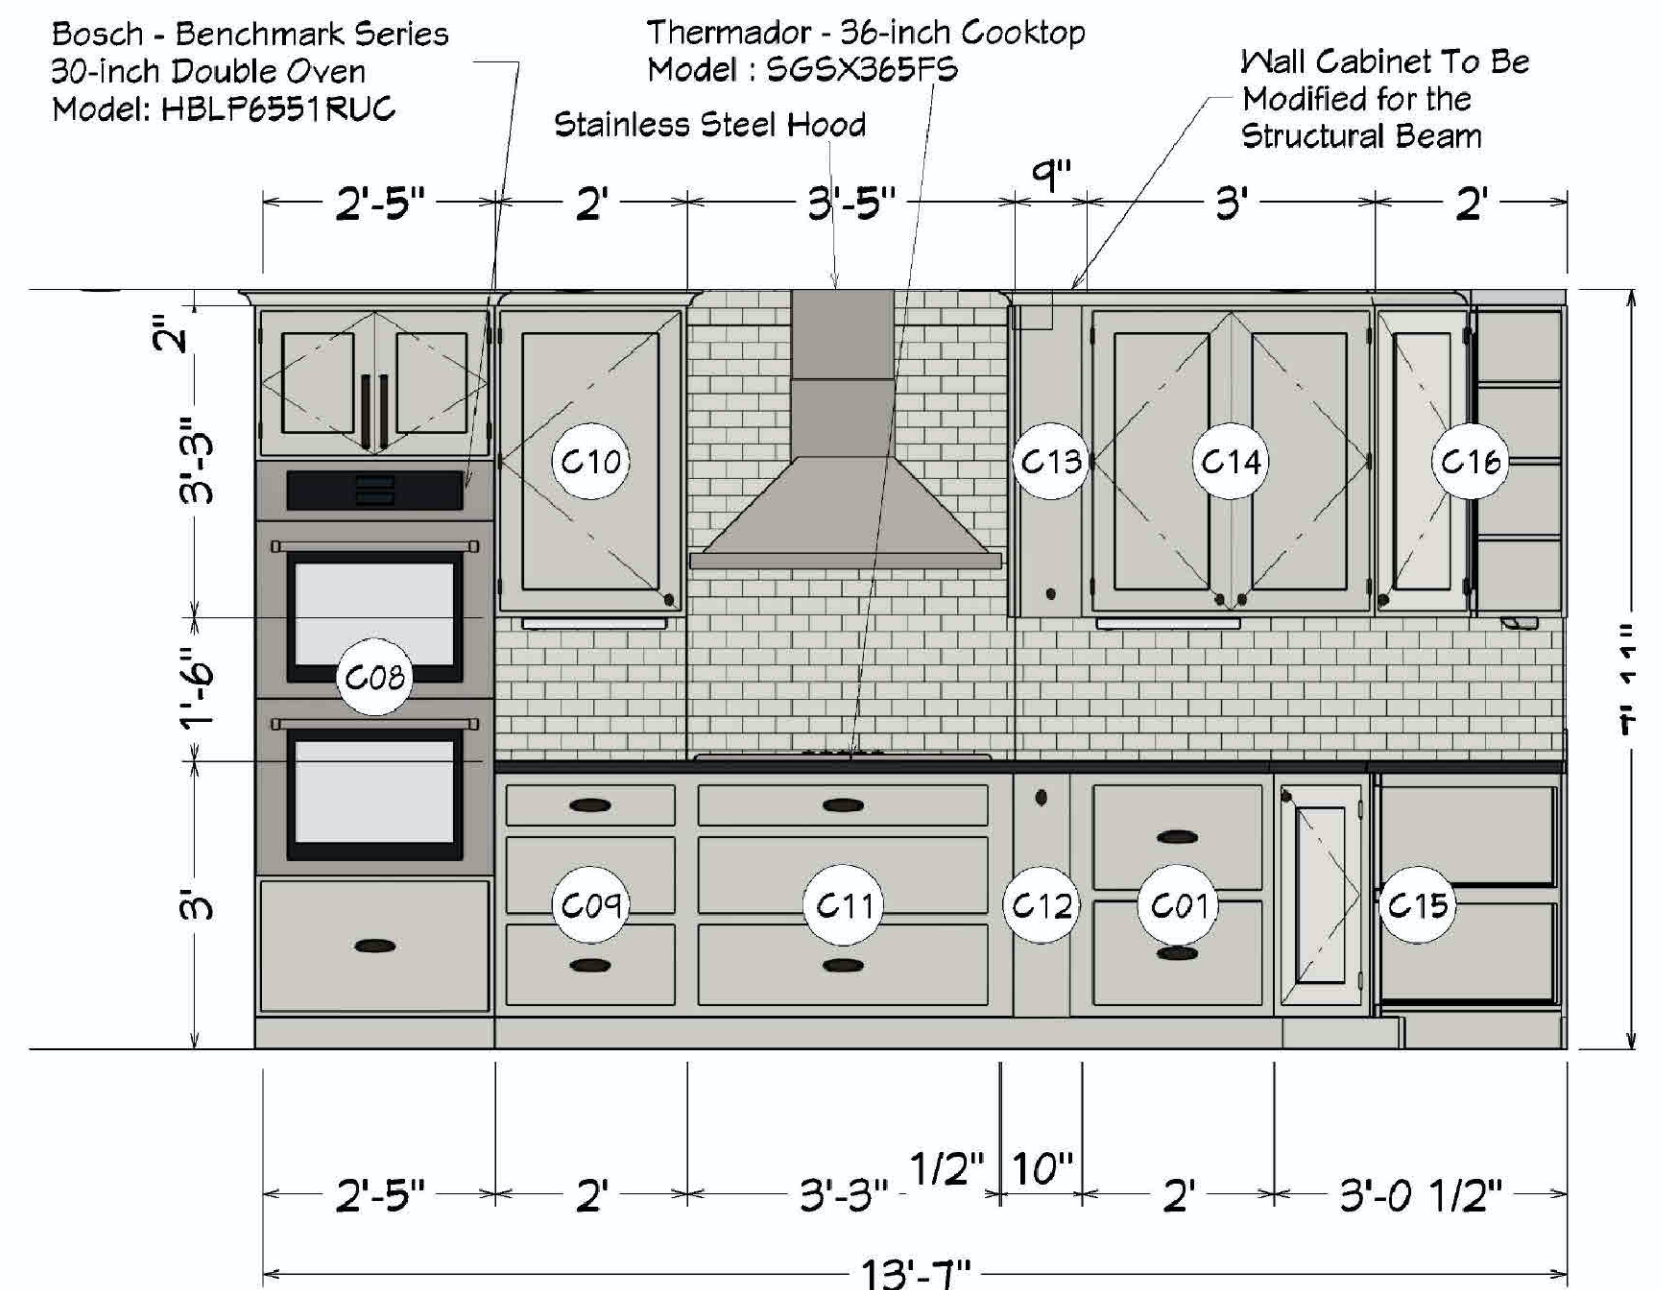 Bosch - Benchmark Series
30-inch Double Oven
Model: HBLP6551RUC
Thermador - 36-inch Cooktop
Model : SGSX365FS
Stainless Steel Hood
Wall Cabinet To Be
Modified for the
Structural Beam
2'-5"
2'
3'-5"
9"
3'
2'
2"
3'-3"
1'-6"
3'
7' 11"
C10
C13
C14
C16
C08
C09
C11
C12
C01
C15
2'-5"
2'
3'-3"
1/2"
10"
2'
3'-0 1/2"
13'-7"